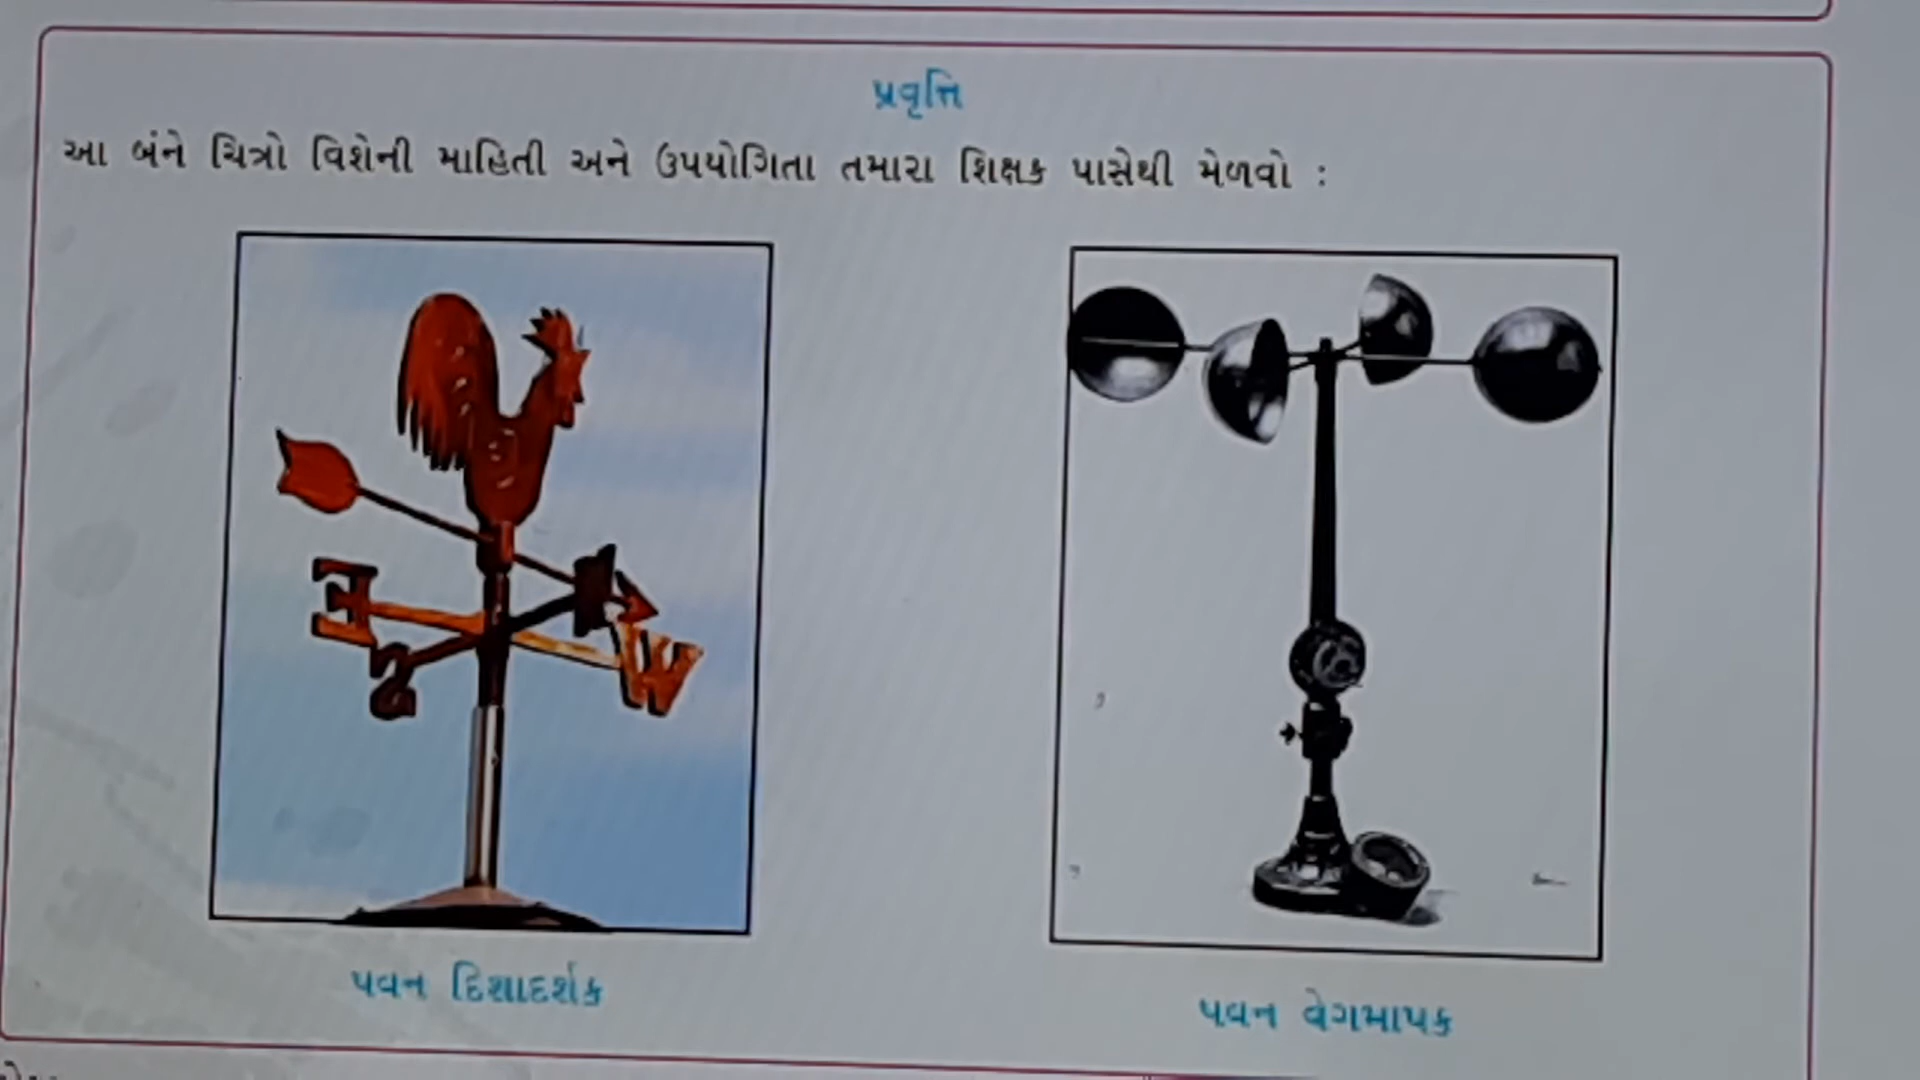 પ્રવૃત્તિ
આ બંને ચિત્રો વિશેની માહિતી અને ઉપયોગિતા તમારા શિક્ષક પાસેથી મેળવો :
E
S
W
પવન દિશાદર્શક
પવન વેગમાપક